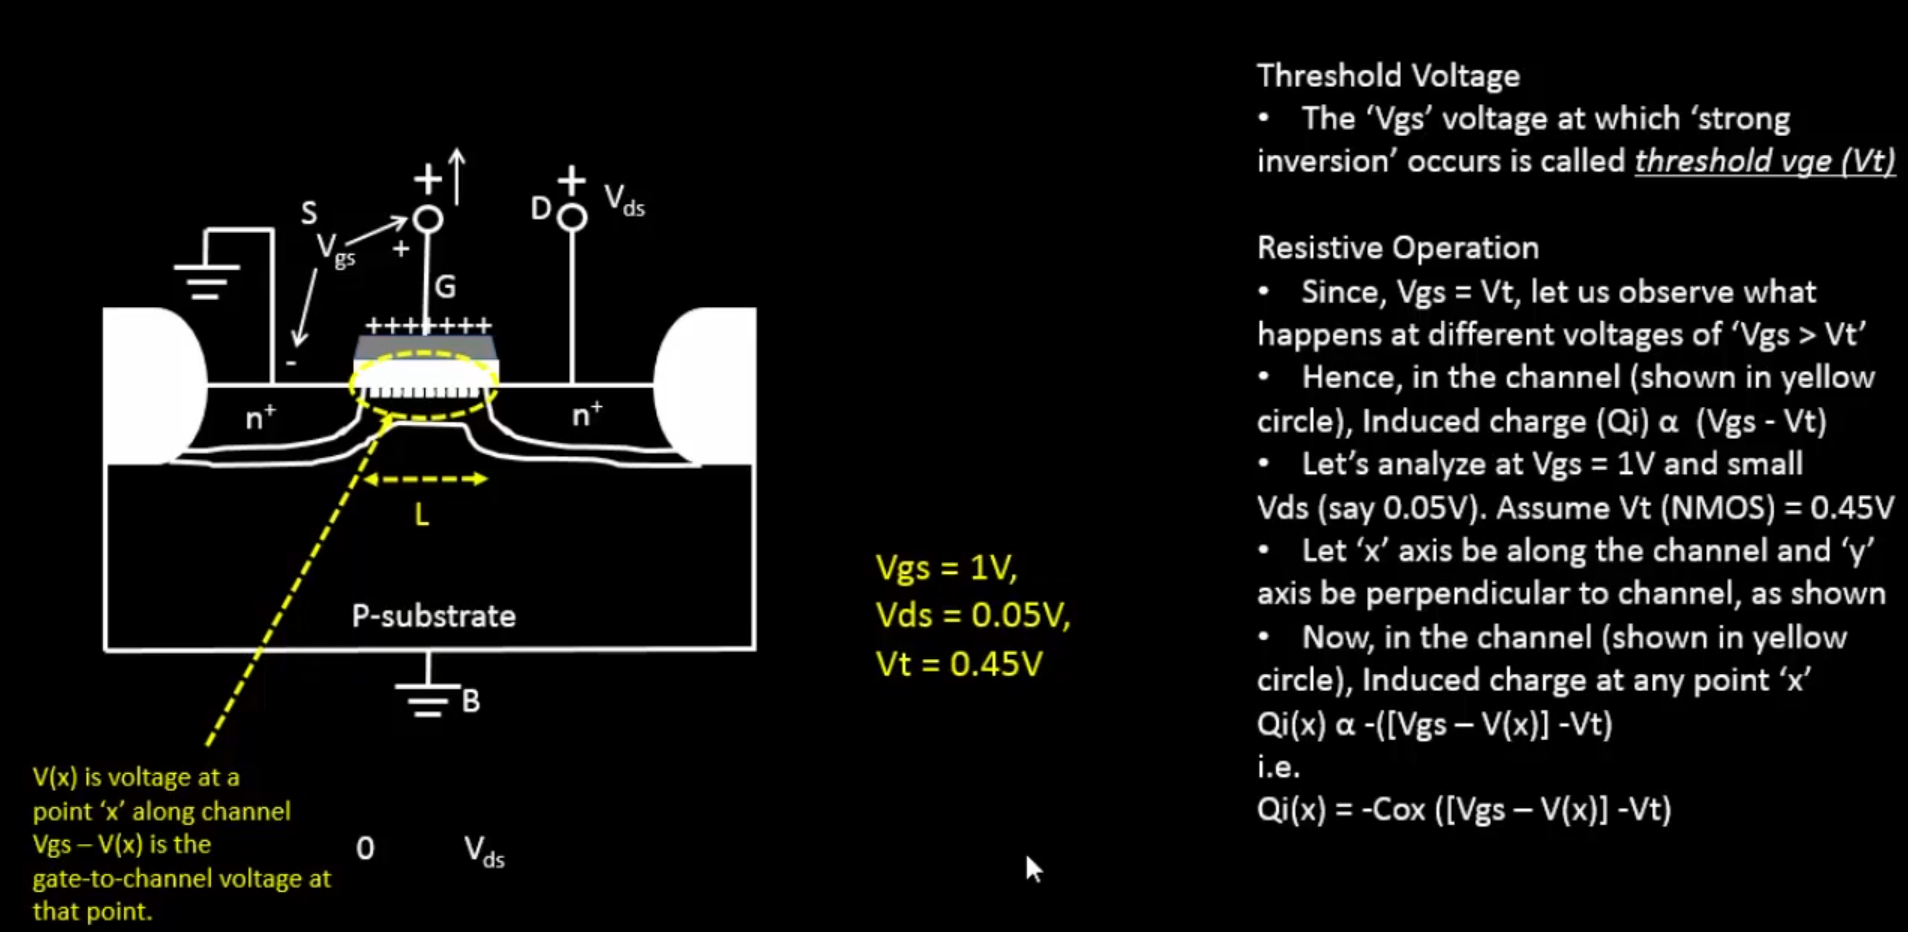 Threshold Voltage
• The ‘Vgs’ voltage at which ‘strong
inversion’ occurs is called threshold vge (Vt)
Resistive Operation
• Since, Vgs = Vt, let us observe what
happens at different voltages of ‘Vgs > Vt’
• Hence, in the channel (shown in yellow
circle), Induced charge (Qi) α (Vgs - Vt)
• Let’s analyze at Vgs = 1V and small
Vds (say 0.05V). Assume Vt (NMOS) = 0.45V
• Let ‘x’ axis be along the channel and ‘y’
axis be perpendicular to channel, as shown
• Now, in the channel (shown in yellow
circle), Induced charge at any point ‘x’
Qi(x) α -([Vgs – V(x)] -Vt)
i.e.
Qi(x) = -Cox ([Vgs – V(x)] -Vt)
+
+
S
D
Vds
Vgs
+
G
+++++++
-
n+
n+
L
P-substrate
B
Vgs = 1V,
Vds = 0.05V,
Vt = 0.45V
V(x) is voltage at a
point ‘x’ along channel
Vgs – V(x) is the
gate-to-channel voltage at
that point.
0
Vds